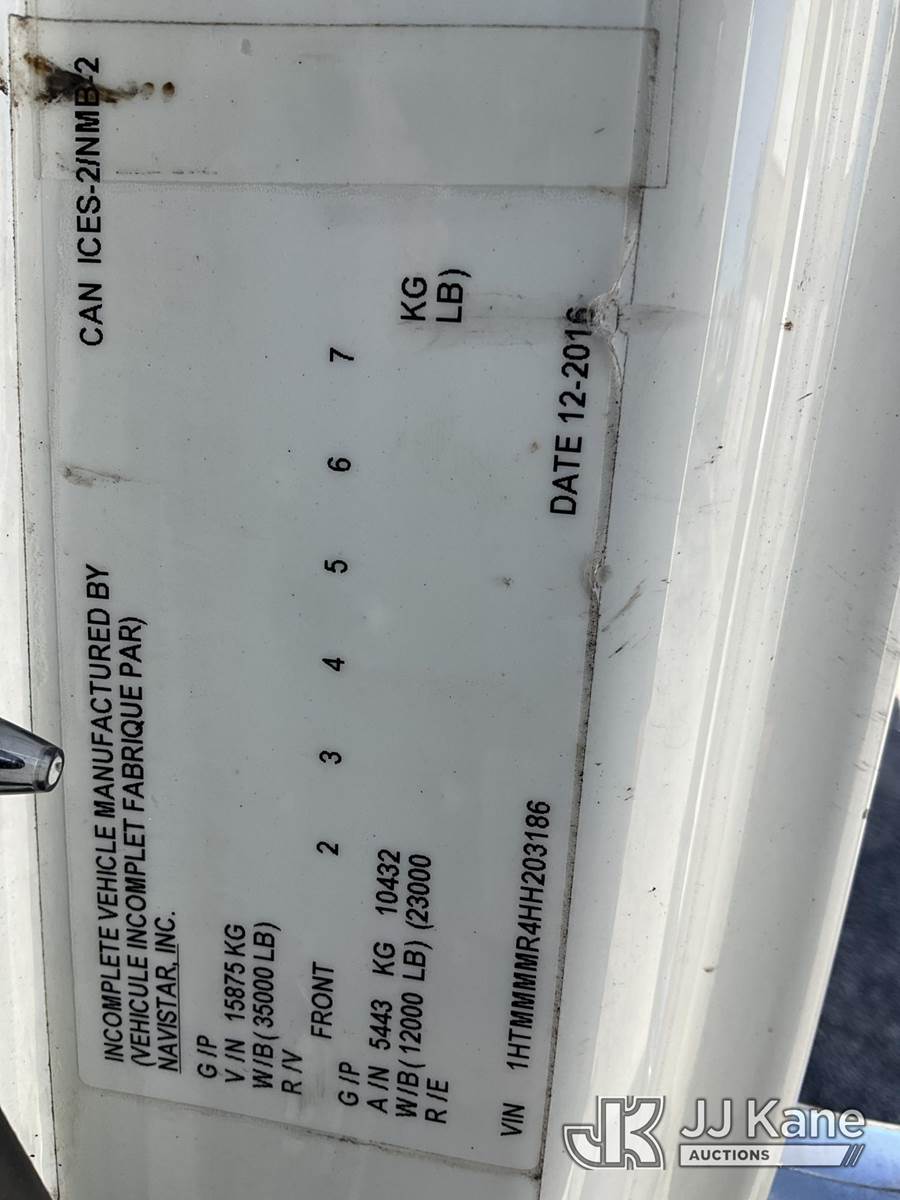 CAN ICES-2/NMB-2
INCOMPLETE VEHICLE MANUFACTURED BY
(VEHICULE INCOMPLET FABRIQUE PAR)
NAVISTAR, INC.
G /P
V /N 15875 KG
W/B ( 35000 LB)
R /V
FRONT 2 3 4 5 6 7
G /P
A /N 5443 KG 10432 KG
W/B ( 12000 LB) (23000 LB)
R /E
VIN 1HTMMMMR4HH203186 DATE 12-2016
JK JJ Kane
AUCTIONS